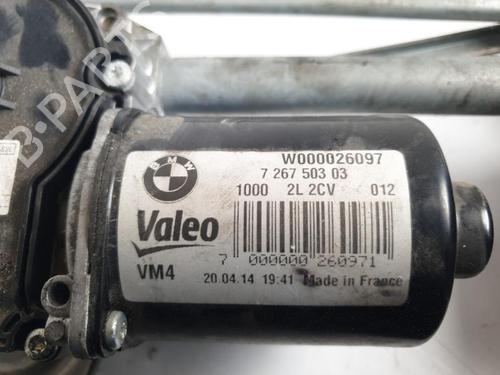 B-PARTS
BMW
W000026097
7 267 503 03
1000 2L 2CV 012
Valeo
7 000000 260971
VM4
20.04.14 19:41 Made in France